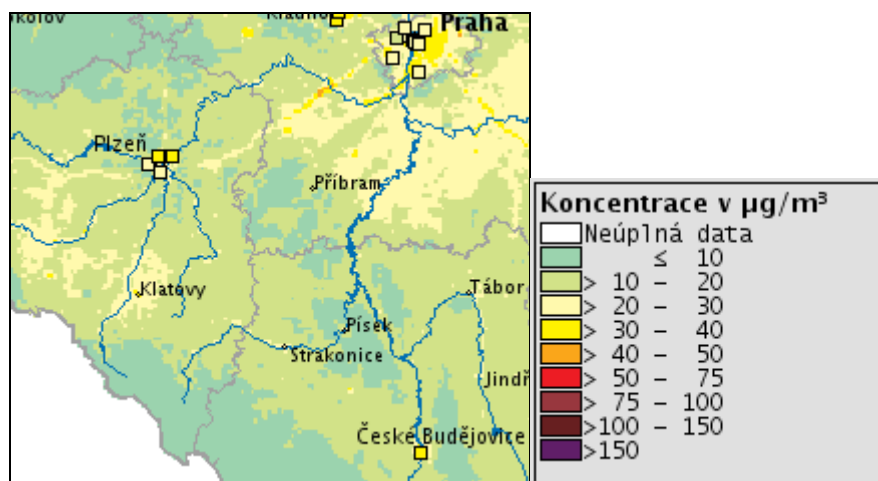 Praha
Plzeň
Příbram
Klatovy
Tábor
Písek
Strakonice
Jindř
České Budějovice
Koncentrace v µg/m³
Neúplná data
≤ 10
> 10 – 20
> 20 – 30
> 30 – 40
> 40 – 50
> 50 – 75
> 75 – 100
>100 – 150
>150